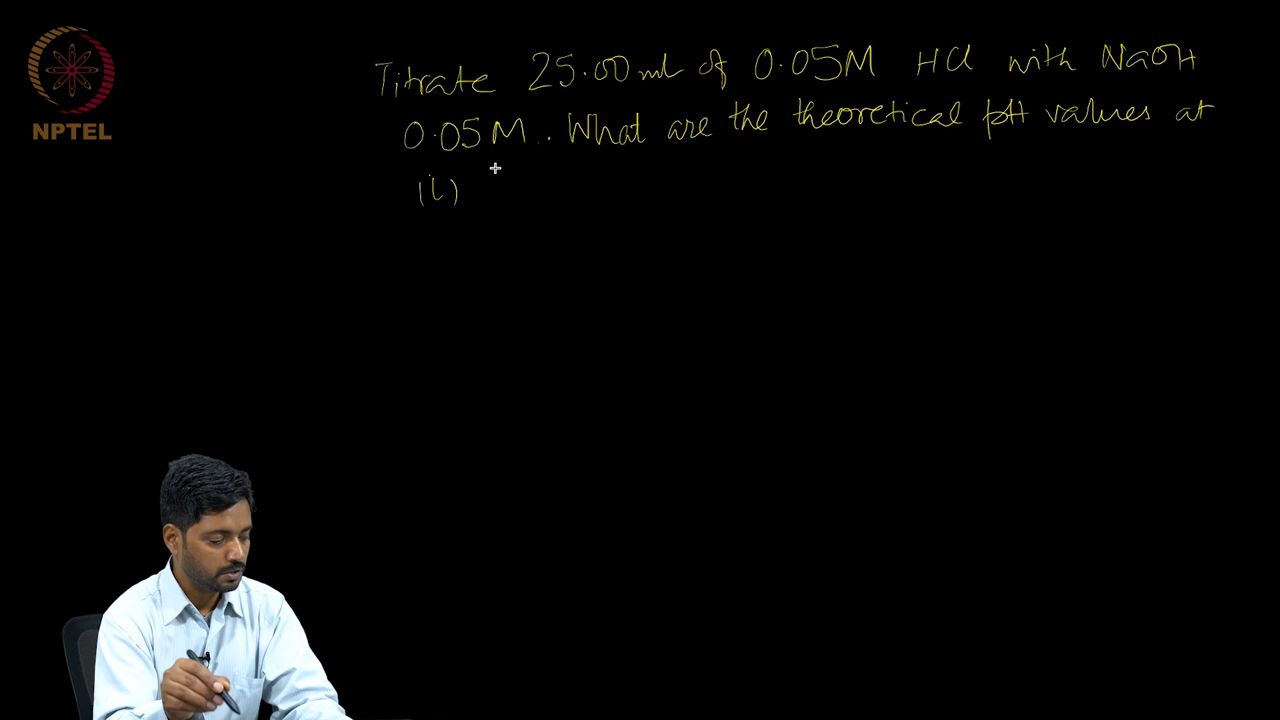 NPTEL
Titrate 25.00 ml of 0.05M HCl with NaOH
0.05M. What are the theoretical pH values at
(i)